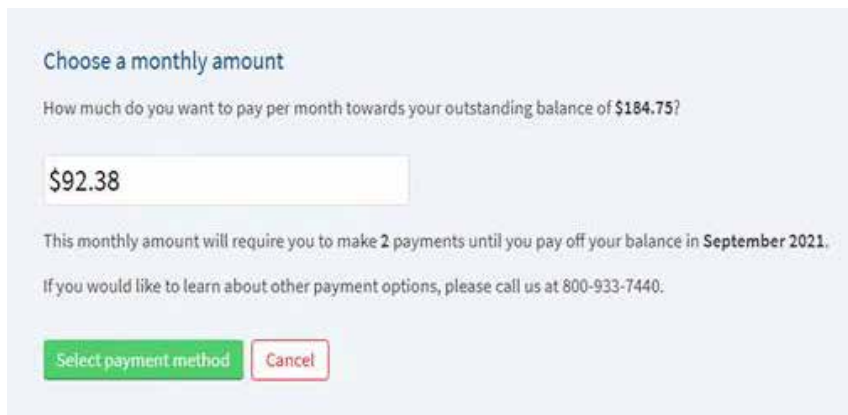 Choose a monthly amount
How much do you want to pay per month towards your outstanding balance of $184.75?
$92.38
This monthly amount will require you to make 2 payments until you pay off your balance in September 2021.
If you would like to learn about other payment options, please call us at 800-933-7440.
Select payment method Cancel